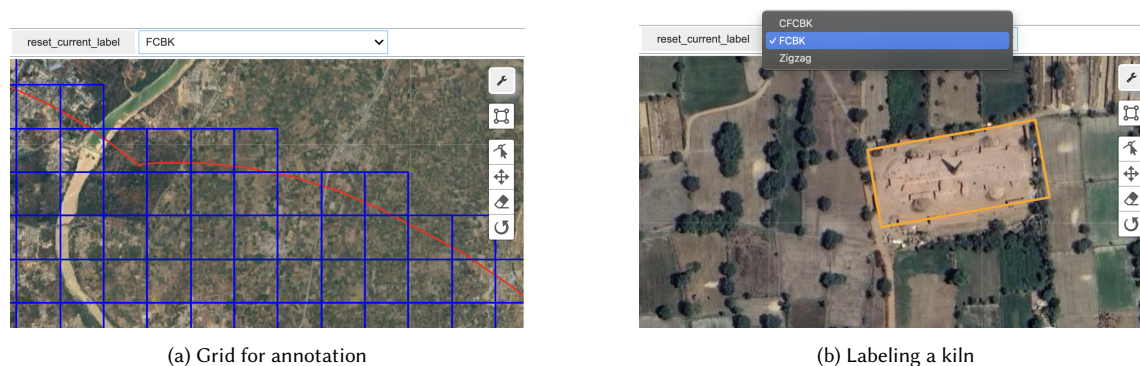 reset_current_label
FCBK
(a) Grid for annotation
reset_current_label
CFCBK
✓ FCBK
Zigzag
(b) Labeling a kiln